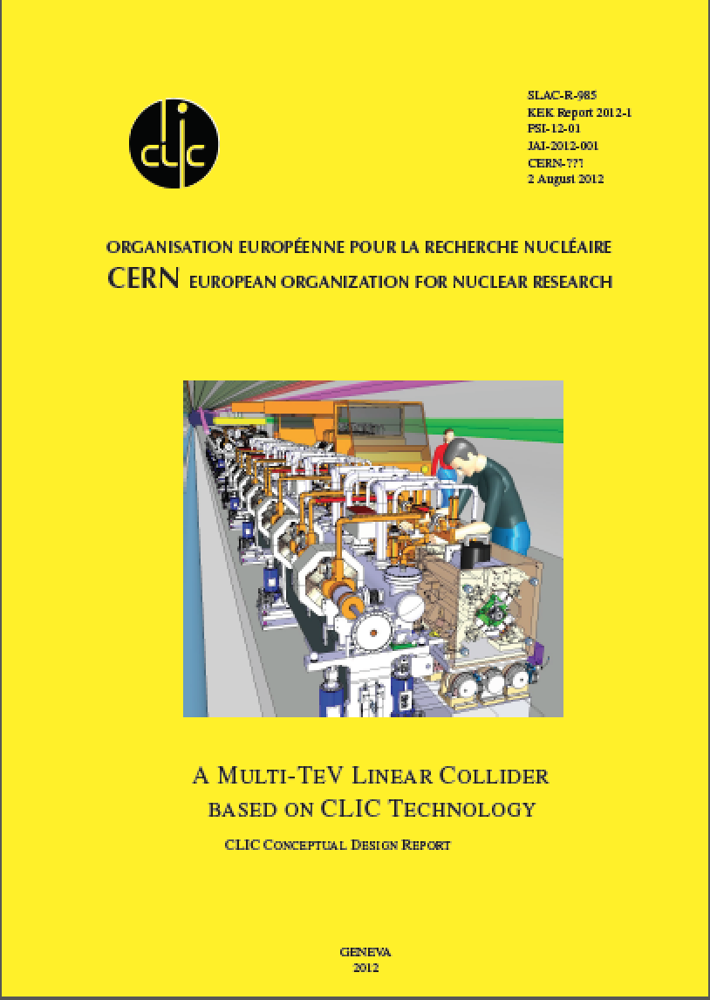 clic
SLAC-R-985
KEK Report 2012-1
PSI-12-01
JAI-2012-001
CERN-???
2 August 2012
ORGANISATION EUROPÉENNE POUR LA RECHERCHE NUCLÉAIRE
CERN EUROPEAN ORGANIZATION FOR NUCLEAR RESEARCH
A MULTI-TEV LINEAR COLLIDER
BASED ON CLIC TECHNOLOGY
CLIC CONCEPTUAL DESIGN REPORT
GENEVA
2012